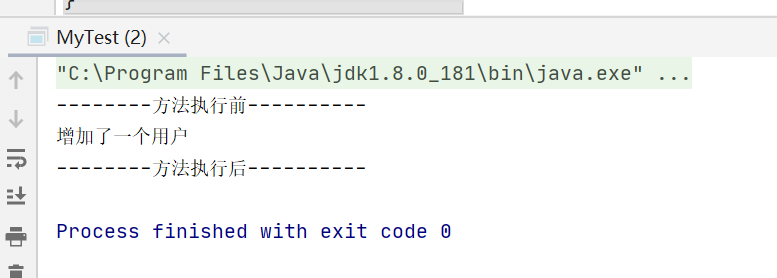 }
MyTest (2)
"C:\Program Files\Java\jdk1.8.0_181\bin\java.exe" ...
--------方法执行前----------
增加了一个用户
--------方法执行后----------
Process finished with exit code 0